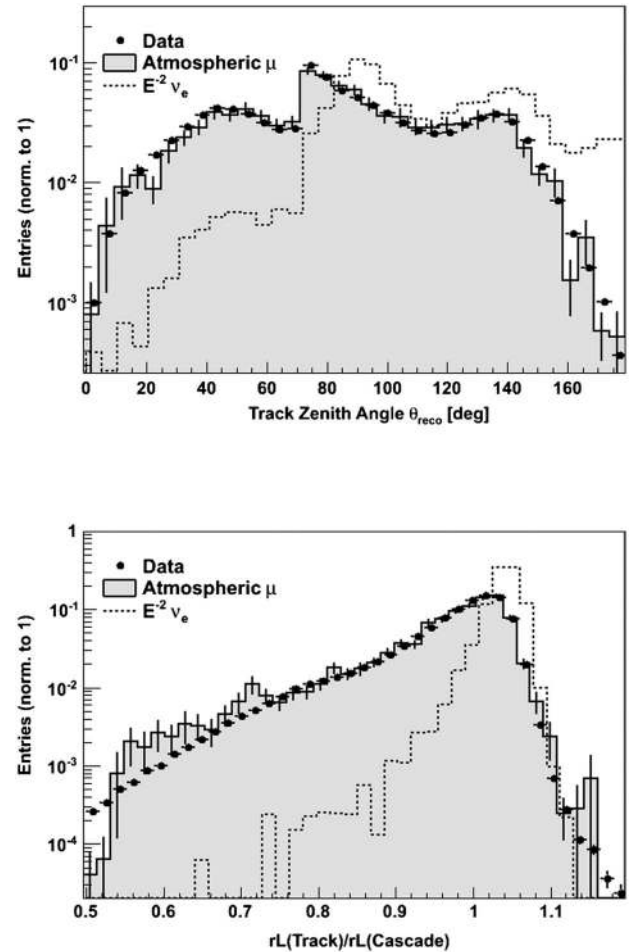 Data
Atmospheric μ
E⁻² νₑ
Entries (norm. to 1)
10⁻¹
10⁻²
10⁻³
0 20 40 60 80 100 120 140 160
Track Zenith Angle θreco [deg]
Data
Atmospheric μ
E⁻² νₑ
Entries (norm. to 1)
1
10⁻¹
10⁻²
10⁻³
10⁻⁴
0.5 0.6 0.7 0.8 0.9 1 1.1
rL(Track)/rL(Cascade)